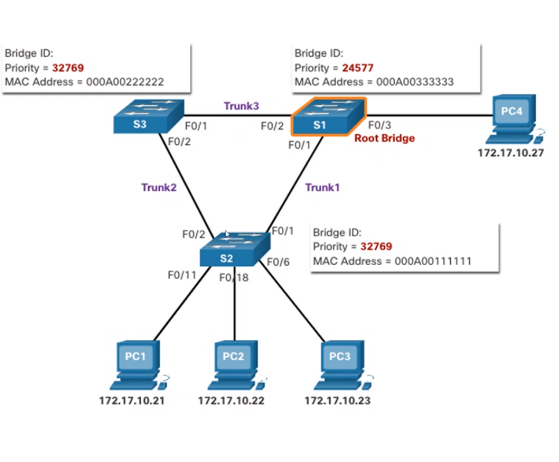 Bridge ID:
Priority = 32769
MAC Address = 000A00222222
Bridge ID:
Priority = 24577
MAC Address = 000A00333333
Trunk3
S3
F0/1
F0/2
S1
F0/3
PC4
F0/2
F0/1
Root Bridge
172.17.10.27
Trunk2
Trunk1
F0/2
F0/1
Bridge ID:
Priority = 32769
MAC Address = 000A00111111
S2
F0/11
F0/18
F0/6
PC1
PC2
PC3
172.17.10.21
172.17.10.22
172.17.10.23